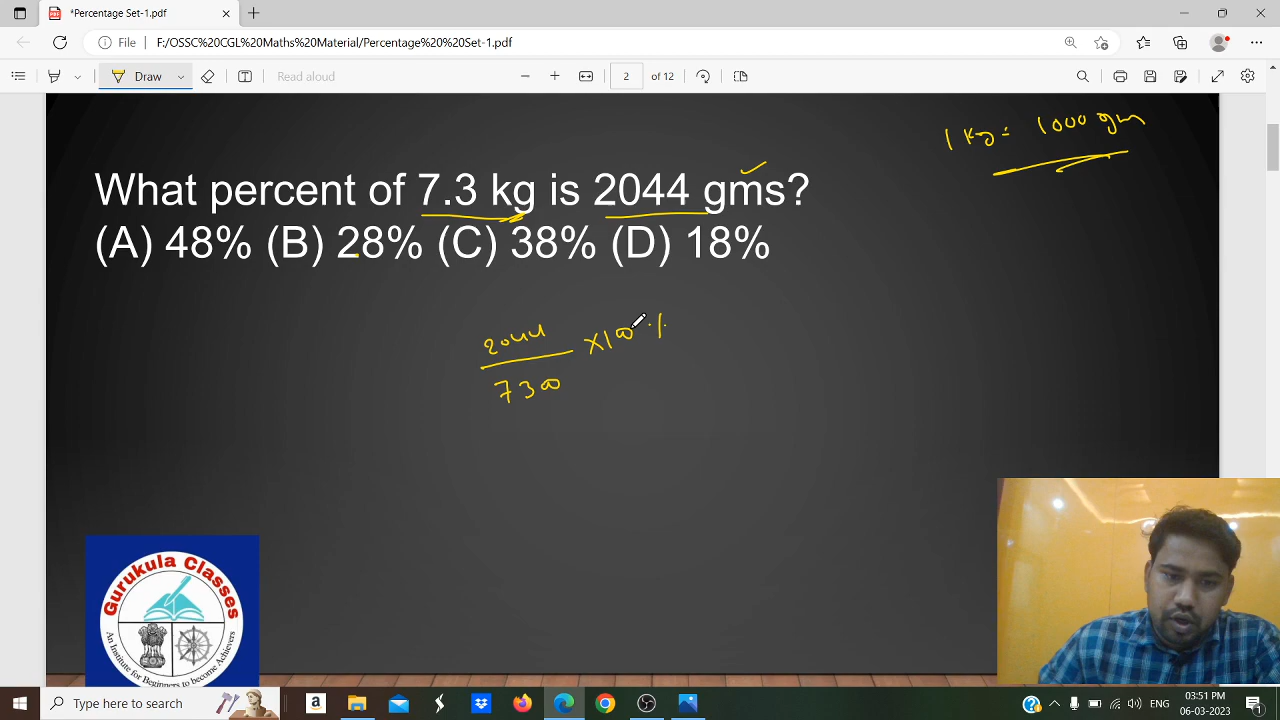 *Percentage Set-1.pdf
File F:/OSSC%20CGL%20Maths%20Material/Percentage%20%20Set-1.pdf
Draw Read aloud 2 of 12
1 kg = 1000 gm
What percent of 7.3 kg is 2044 gms?
(A) 48% (B) 28% (C) 38% (D) 18%
2044
7300
×100 %
Gurukula Classes
An Institute for Beginners to become Achievers
Type here to search
ENG
03:51 PM
06-03-2023